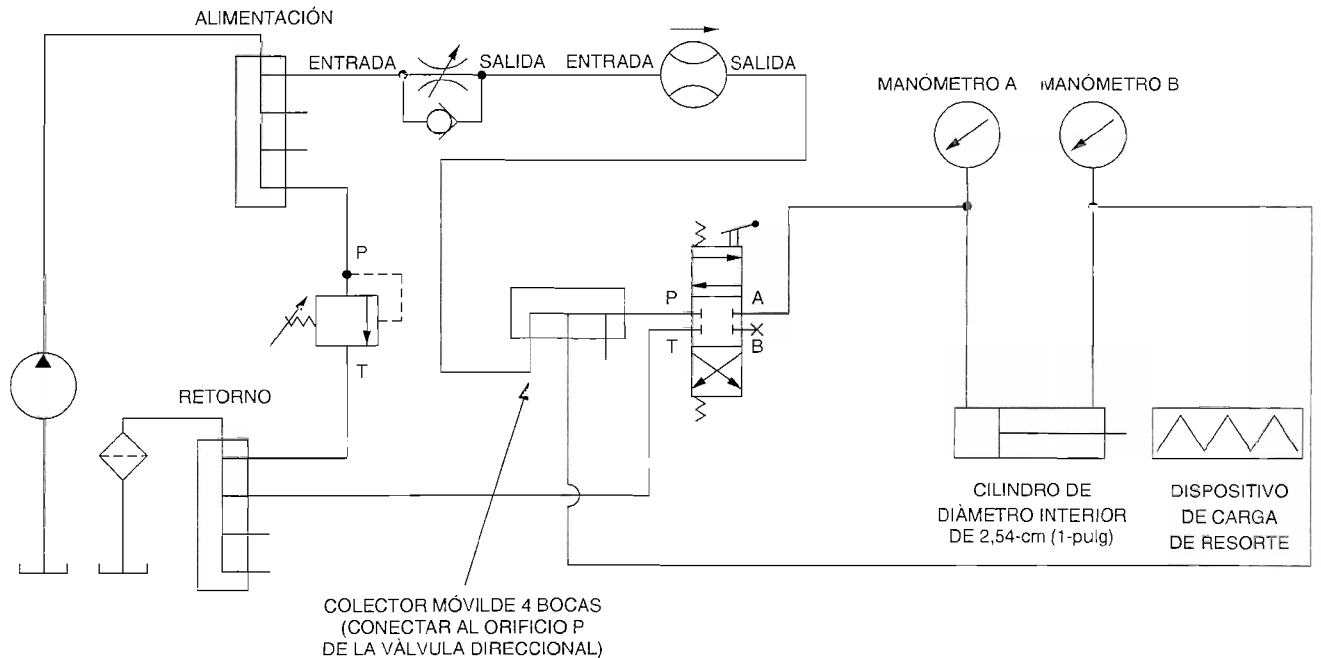 ALIMENTACIÓN
ENTRADA
SALIDA
ENTRADA
SALIDA
MANÓMETRO A
MANÓMETRO B
P
T
P
A
T
B
RETORNO
CILINDRO DE
DIÀMETRO INTERIOR
DE 2,54-cm (1-pulg)
DISPOSITIVO
DE CARGA
DE RESORTE
COLECTOR MÓVILDE 4 BOCAS
(CONECTAR AL ORIFICIO P
DE LA VÀLVULA DIRECCIONAL)